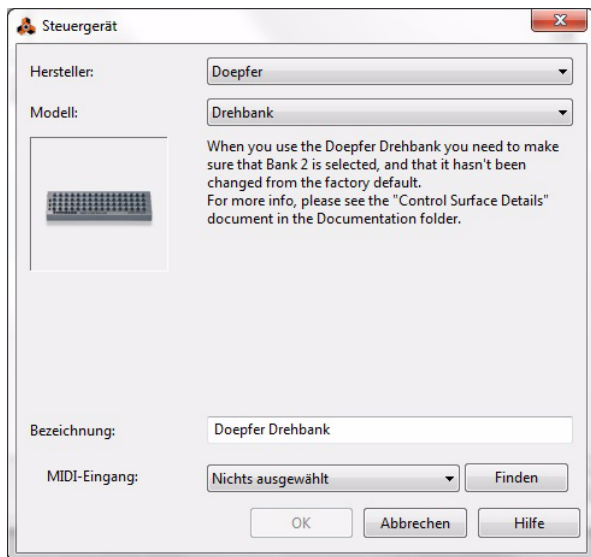 Steuergerät
Hersteller:
Doepfer
Modell:
Drehbank
When you use the Doepfer Drehbank you need to make
sure that Bank 2 is selected, and that it hasn't been
changed from the factory default.
For more info, please see the "Control Surface Details"
document in the Documentation folder.
Bezeichnung:
Doepfer Drehbank
MIDI-Eingang:
Nichts ausgewählt
Finden
OK
Abbrechen
Hilfe